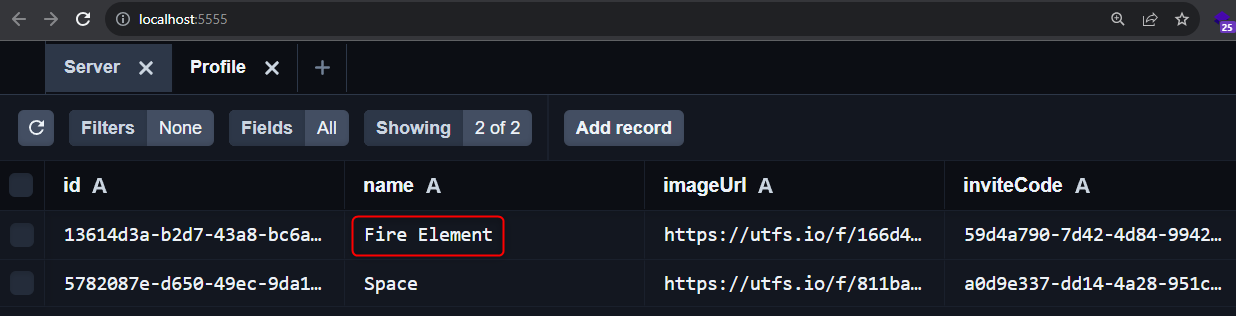 localhost:5555
25
Server Profile
Filters None Fields All Showing 2 of 2 Add record
id A name A imageUrl A inviteCode A
13614d3a-b2d7-43a8-bc6a… Fire Element https://utfs.io/f/166d4… 59d4a790-7d42-4d84-9942…
5782087e-d650-49ec-9da1… Space https://utfs.io/f/811ba… a0d9e337-dd14-4a28-951c…